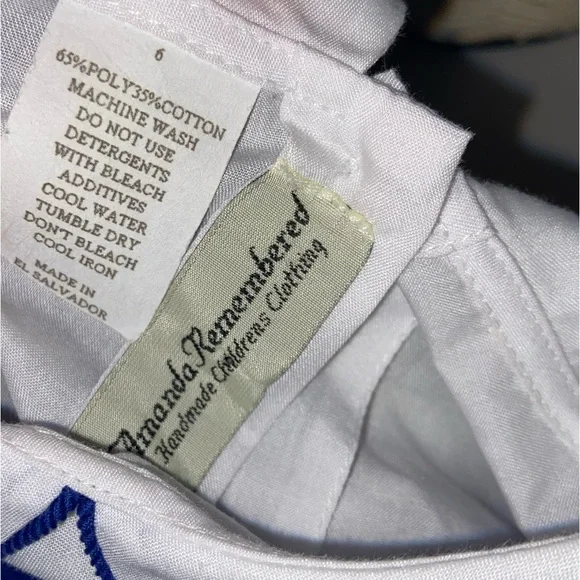 6
65%POLY35%COTTON
MACHINE WASH
DO NOT USE
DETERGENTS
WITH BLEACH
ADDITIVES
COOL WATER
TUMBLE DRY
DON'T BLEACH
COOL IRON
MADE IN
EL SALVADOR
Amanda Remembered
Handmade Childrens Clothing